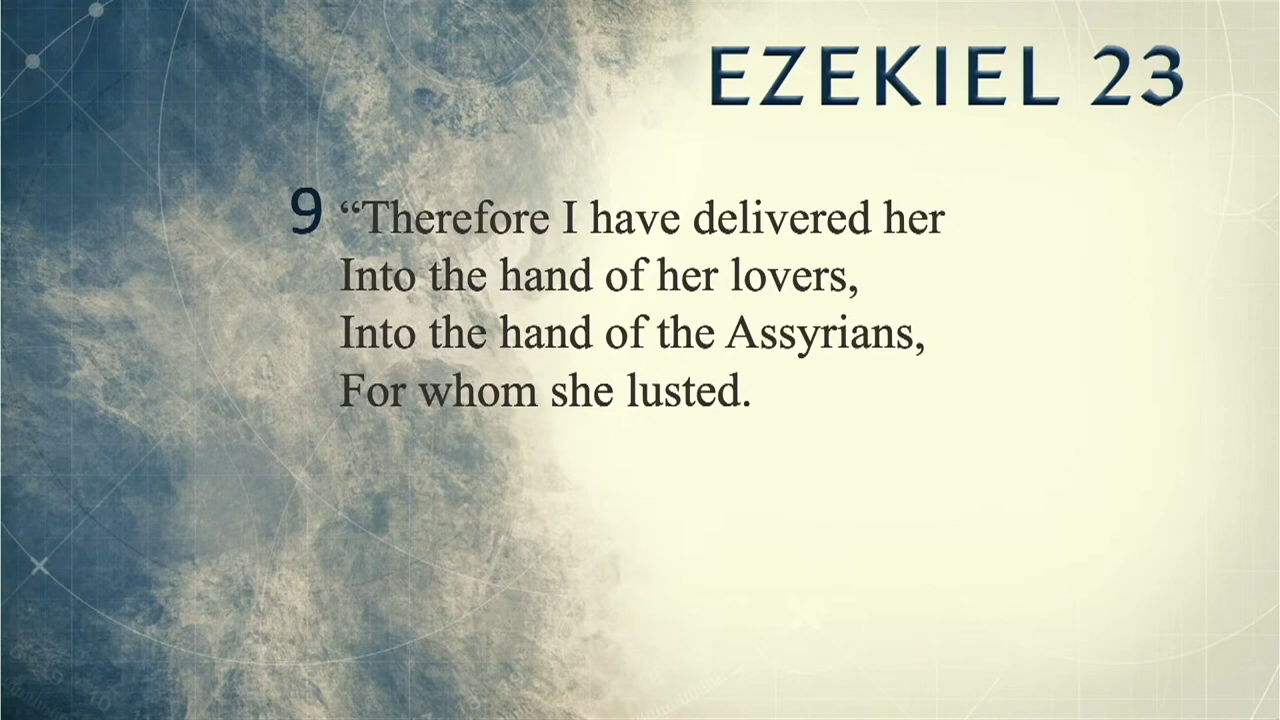 EZEKIEL 23
9 “Therefore I have delivered her
Into the hand of her lovers,
Into the hand of the Assyrians,
For whom she lusted.